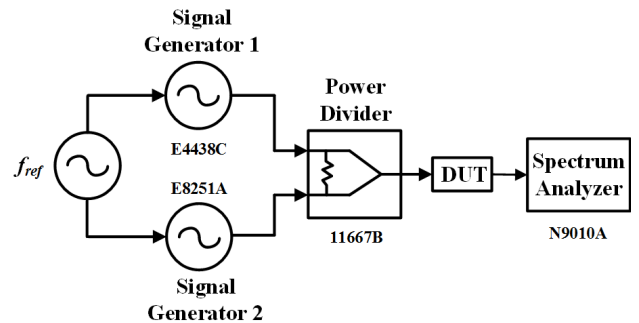 Signal
Generator 1
E4438C
fref
E8251A
Signal
Generator 2
Power
Divider
11667B
DUT
Spectrum
Analyzer
N9010A